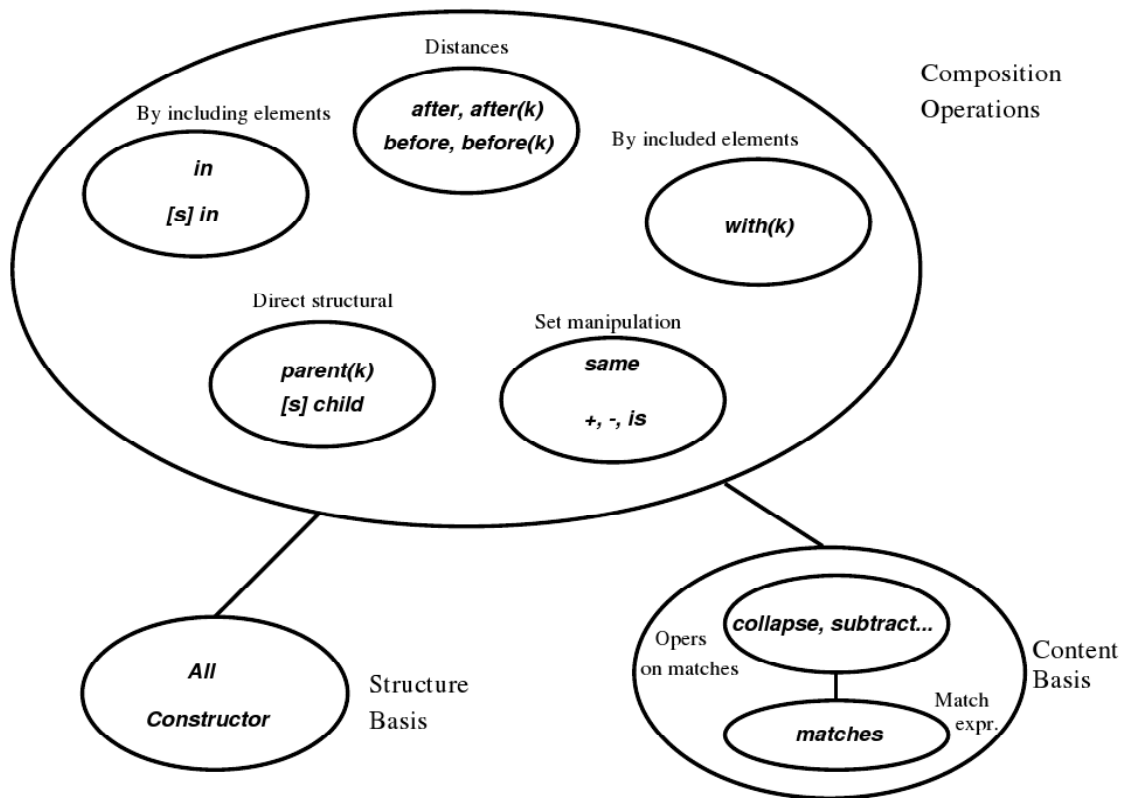 Distances
after, after(k)
before, before(k)
Composition
Operations
By including elements
in
[s] in
By included elements
with(k)
Direct structural
parent(k)
[s] child
Set manipulation
same
+, -, is
All
Constructor
Structure
Basis
Opers
on matches
collapse, subtract...
Match
expr.
matches
Content
Basis